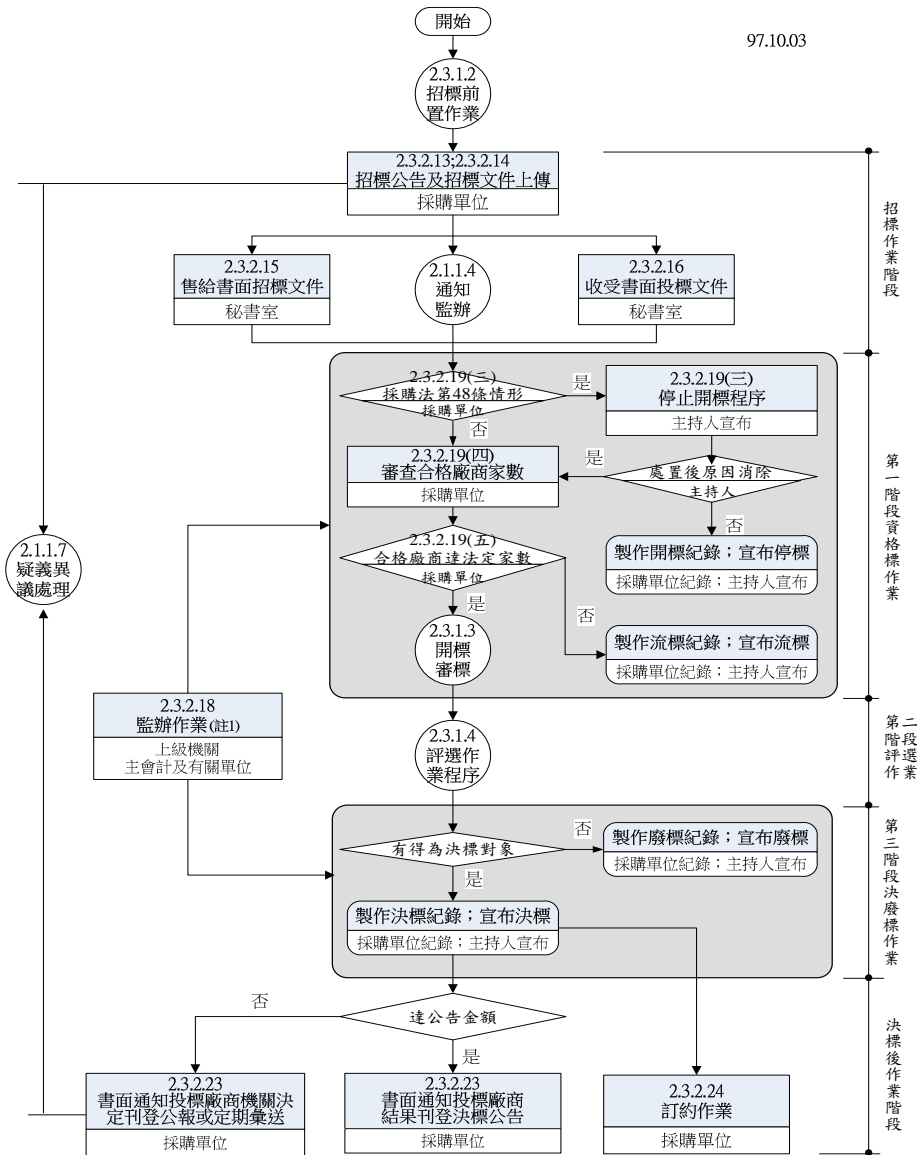 開始
97.10.03
2.3.1.2
招標前
置作業
2.3.2.13;2.3.2.14
招標公告及招標文件上傳
採購單位
2.3.2.15
售給書面招標文件
秘書室
2.1.1.4
通知
監辦
2.3.2.16
收受書面投標文件
秘書室
招標作業階段
2.3.2.19(三)
採購法第48條情形
採購單位
是
否
2.3.2.19(三)
停止開標程序
主持人宣布
2.3.2.19(四)
審查合格廠商家數
採購單位
是
處置後原因消除
主持人
否
2.3.2.19(五)
合格廠商達法定家數
採購單位
是
否
製作開標紀錄；宣布停標
採購單位紀錄；主持人宣布
2.3.1.3
開標
審標
製作流標紀錄；宣布流標
採購單位紀錄；主持人宣布
第一階段資格標作業
2.1.1.7
疑義異
議處理
2.3.2.18
監辦作業(註1)
上級機關
主會計及有關單位
2.3.1.4
評選作
業程序
第二階段評選作業
有得為決標對象
否
是
製作廢標紀錄；宣布廢標
採購單位紀錄；主持人宣布
製作決標紀錄；宣布決標
採購單位紀錄；主持人宣布
第三階段決廢標作業
達公告金額
否
是
2.3.2.23
書面通知投標廠商機關決
定刊登公報或定期彙送
採購單位
2.3.2.23
書面通知投標廠商
結果刊登決標公告
採購單位
2.3.2.24
訂約作業
採購單位
決標後作業階段